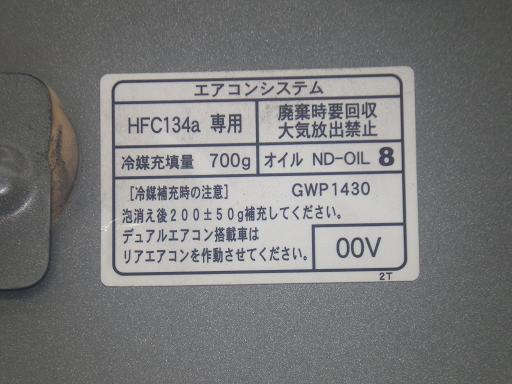 エアコンシステム
HFC134a 専用
廃棄時要回収
大気放出禁止
冷媒充填量 700g
オイル ND-OIL 8
[冷媒補充時の注意] GWP1430
泡消え後200±50g補充してください。
デュアルエアコン搭載車は
リアエアコンを作動させてください。
00V
2T